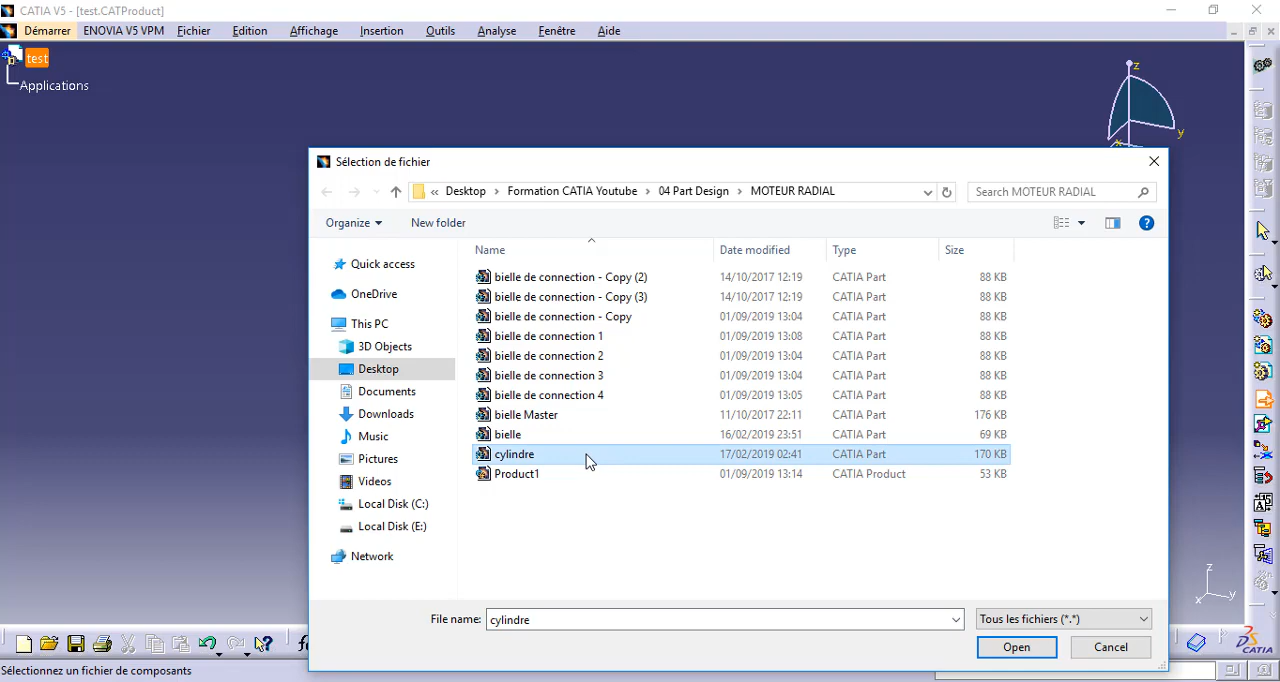 CATIA V5 - [test.CATProduct]
Démarrer ENOVIA V5 VPM Fichier Edition Affichage Insertion Outils Analyse Fenêtre Aide
test
Applications
z
y
x
Sélection de fichier
« Desktop > Formation CATIA Youtube > 04 Part Design > MOTEUR RADIAL
Search MOTEUR RADIAL
Organize New folder
Name Date modified Type Size
Quick access
OneDrive
This PC
3D Objects
Desktop
Documents
Downloads
Music
Pictures
Videos
Local Disk (C:)
Local Disk (E:)
Network
bielle de connection - Copy (2) 14/10/2017 12:19 CATIA Part 88 KB
bielle de connection - Copy (3) 14/10/2017 12:19 CATIA Part 88 KB
bielle de connection - Copy 01/09/2019 13:04 CATIA Part 88 KB
bielle de connection 1 01/09/2019 13:08 CATIA Part 88 KB
bielle de connection 2 01/09/2019 13:04 CATIA Part 88 KB
bielle de connection 3 01/09/2019 13:04 CATIA Part 88 KB
bielle de connection 4 01/09/2019 13:05 CATIA Part 88 KB
bielle Master 11/10/2017 22:11 CATIA Part 176 KB
bielle 16/02/2019 23:51 CATIA Part 69 KB
cylindre 17/02/2019 02:41 CATIA Part 170 KB
Product1 01/09/2019 13:14 CATIA Product 53 KB
z
x y
File name: cylindre Tous les fichiers (*.*)
Open Cancel
CATIA
Sélectionnez un fichier de composants